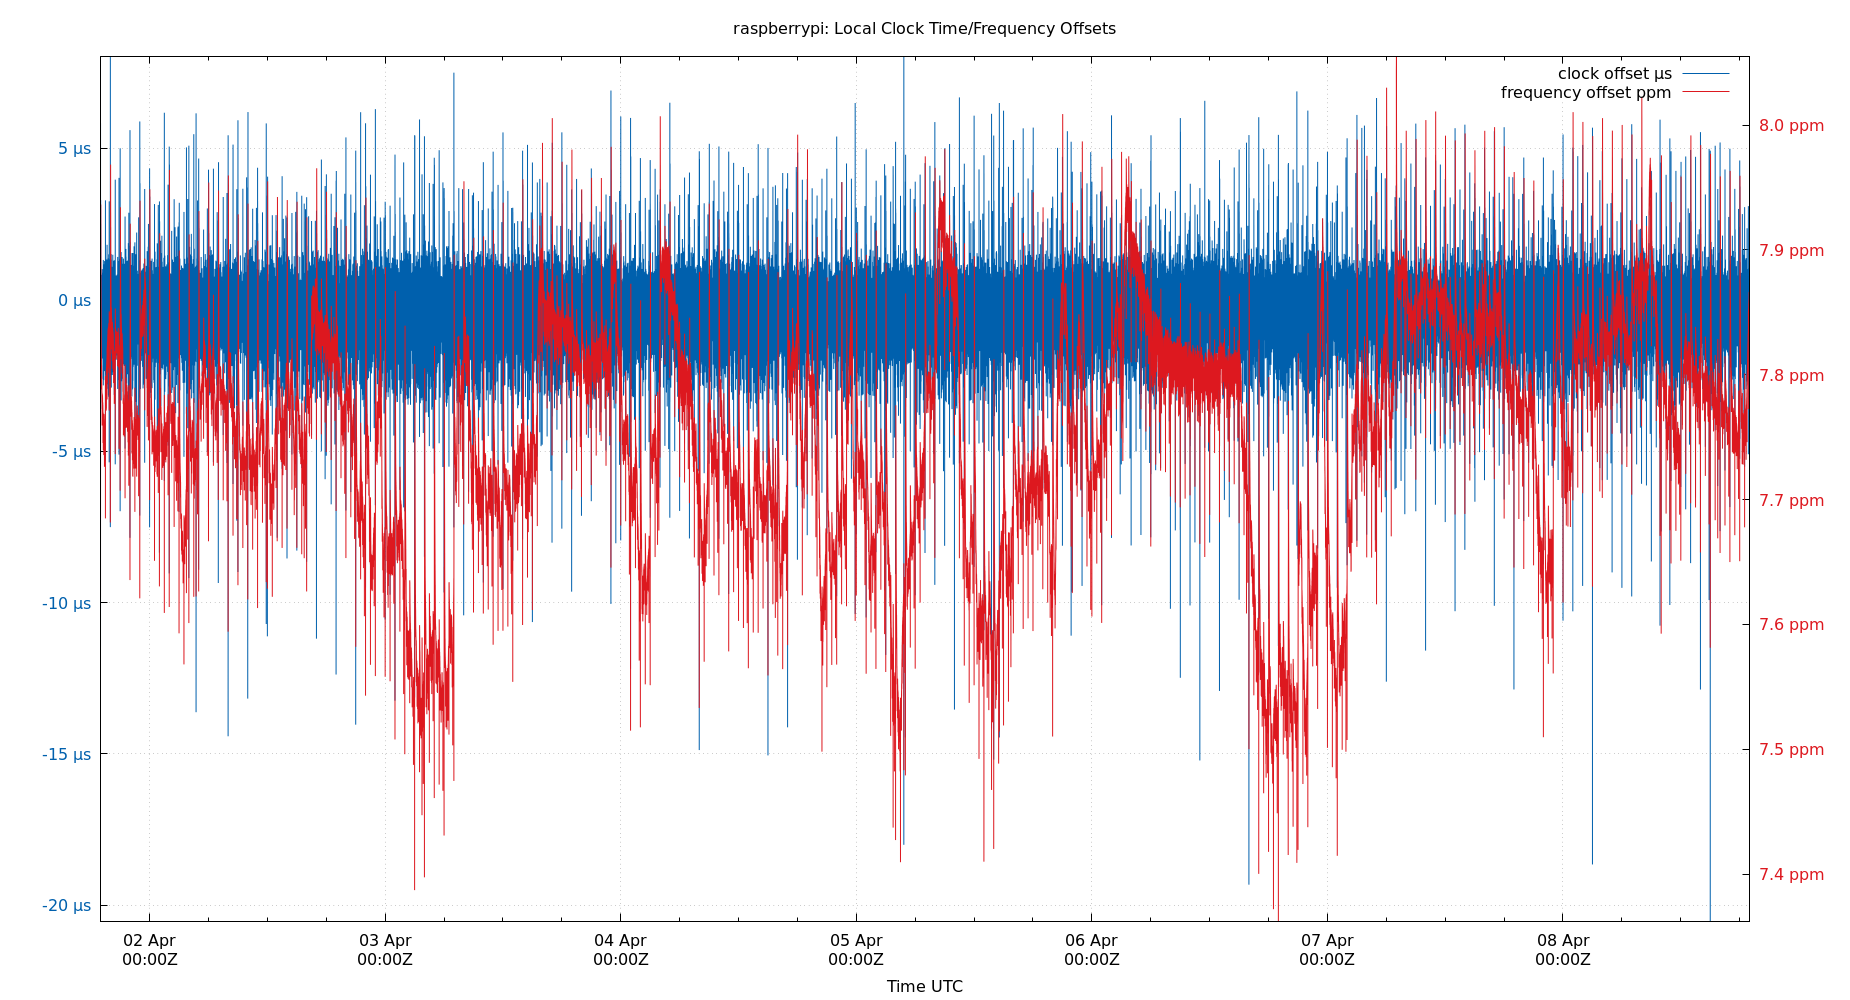 raspberrypi: Local Clock Time/Frequency Offsets
clock offset µs
frequency offset ppm
5 µs
0 µs
-5 µs
-10 µs
-15 µs
-20 µs
8.0 ppm
7.9 ppm
7.8 ppm
7.7 ppm
7.6 ppm
7.5 ppm
7.4 ppm
02 Apr
00:00Z
03 Apr
00:00Z
04 Apr
00:00Z
05 Apr
00:00Z
06 Apr
00:00Z
07 Apr
00:00Z
08 Apr
00:00Z
Time UTC